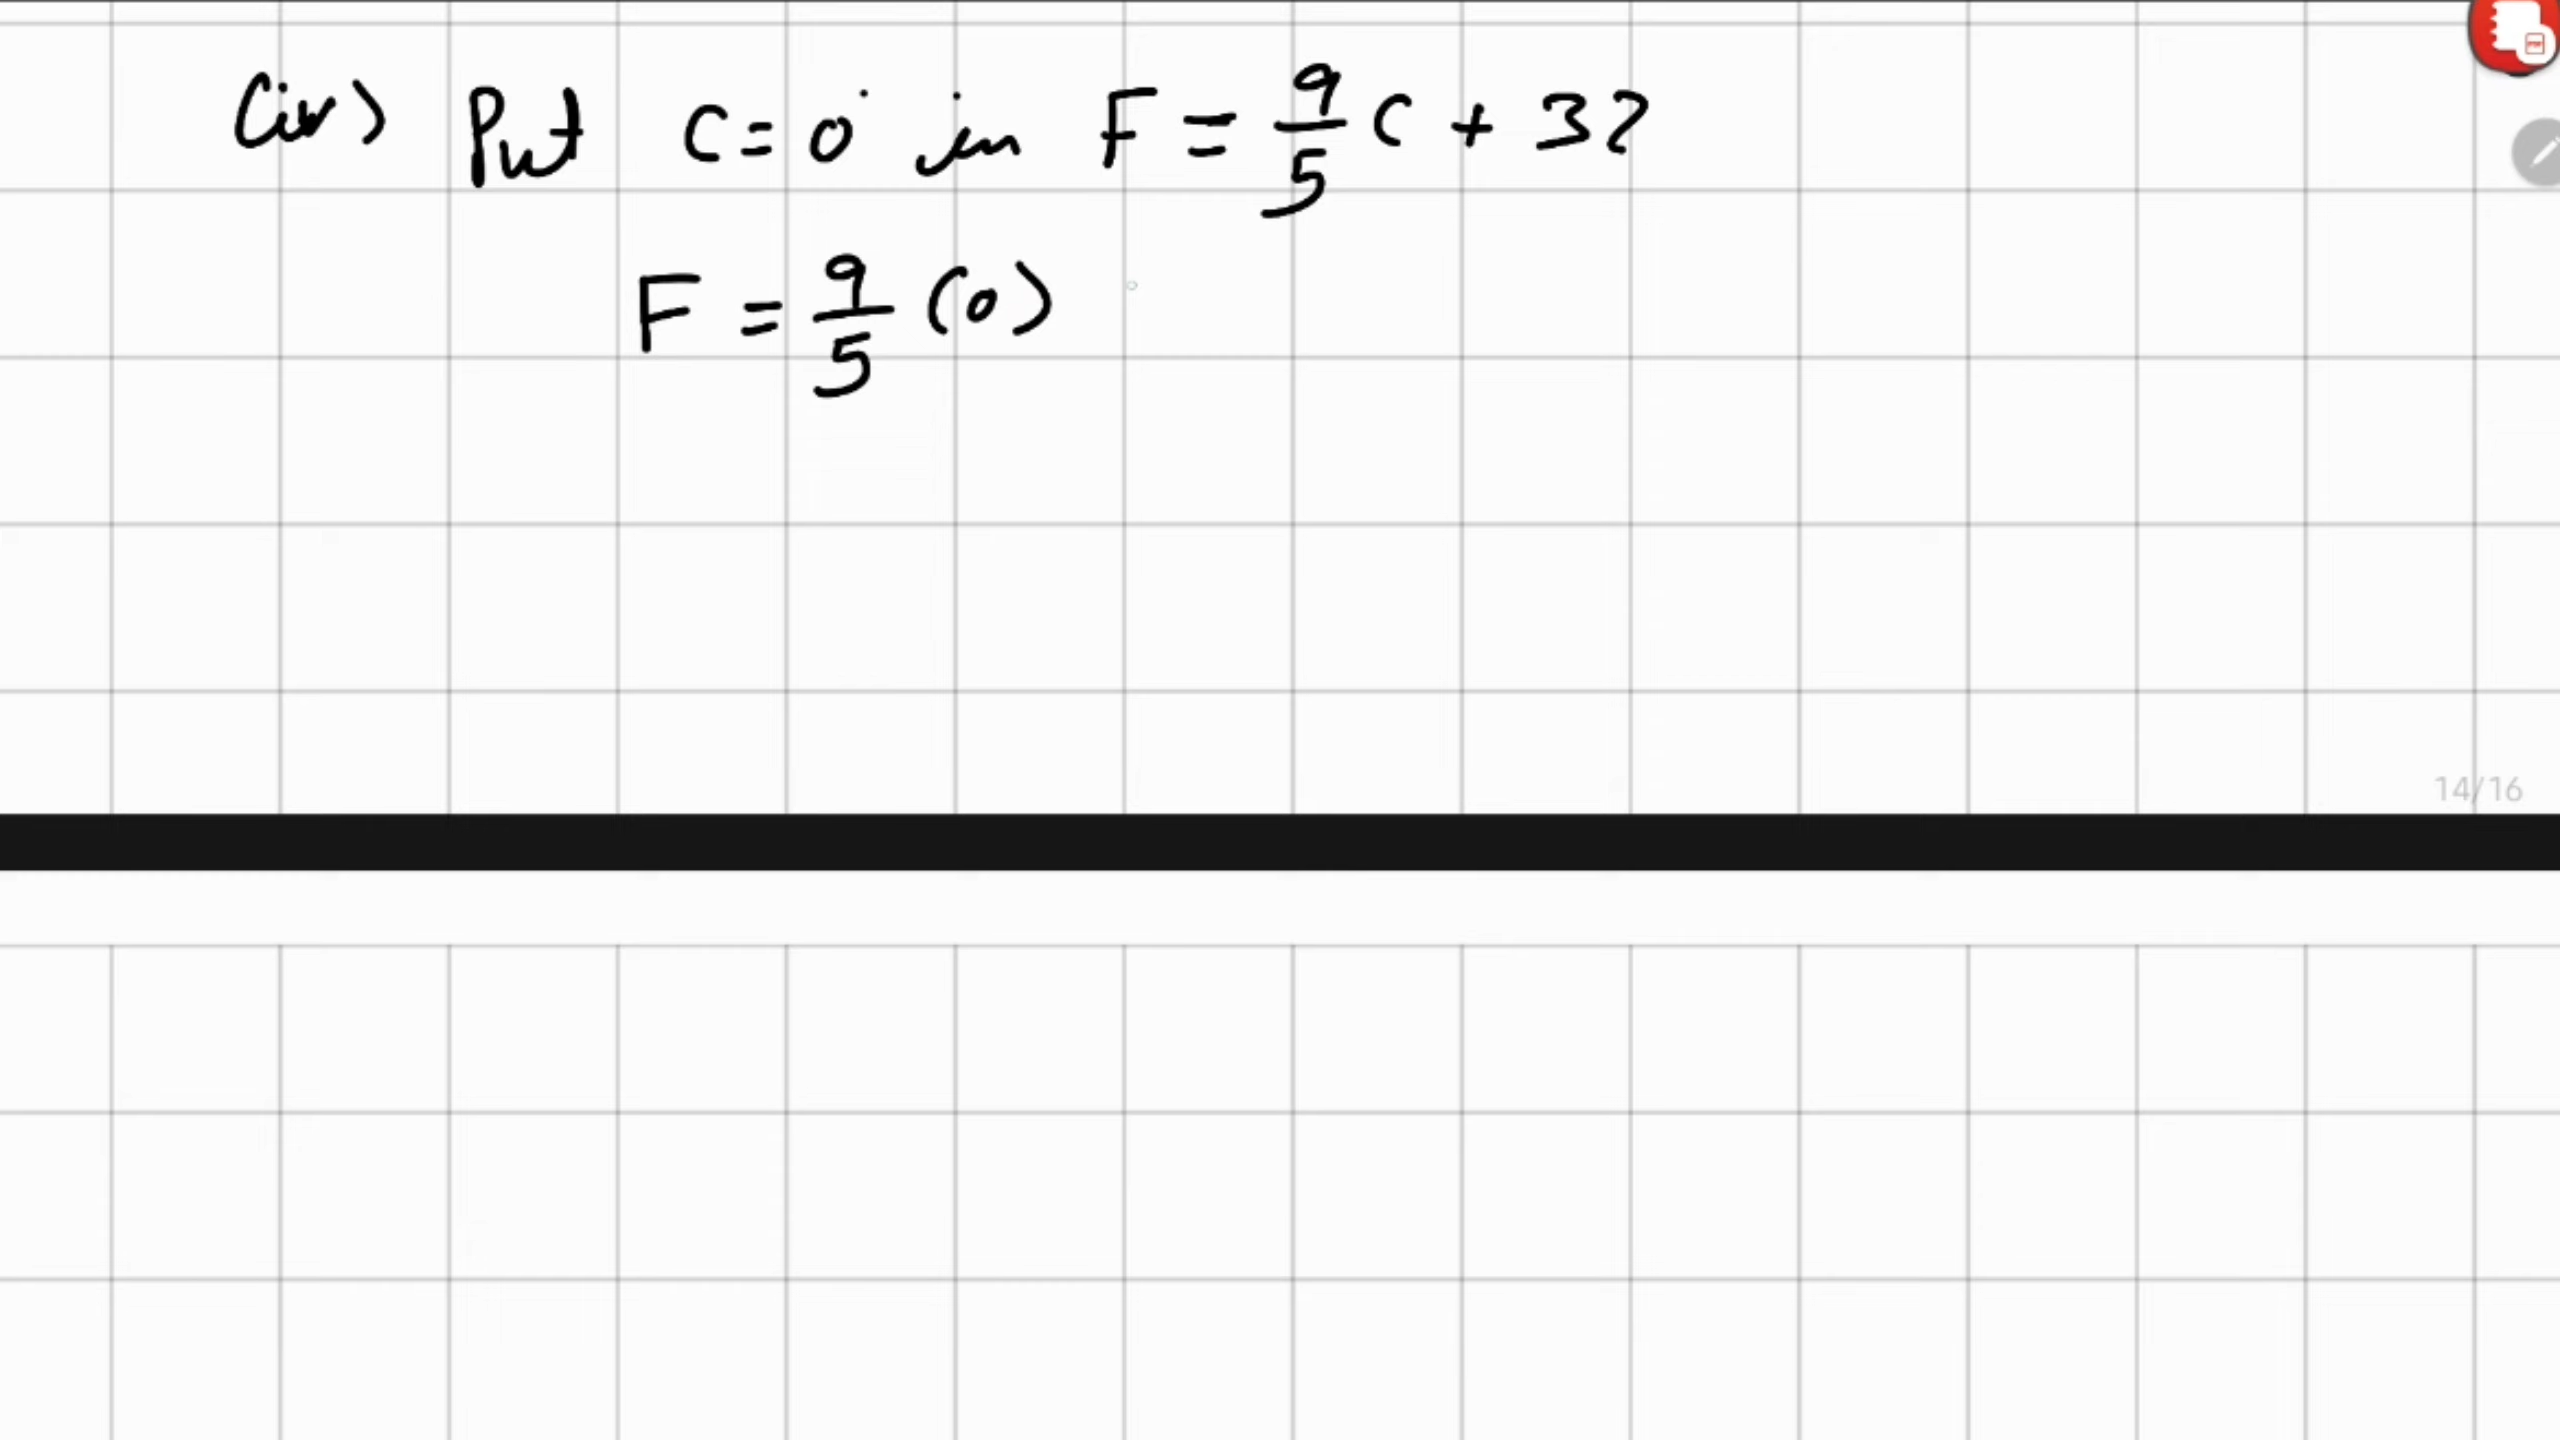 (iv) Put C = 0° in F = 9/5 C + 32
F = 9/5 (0)
14/16